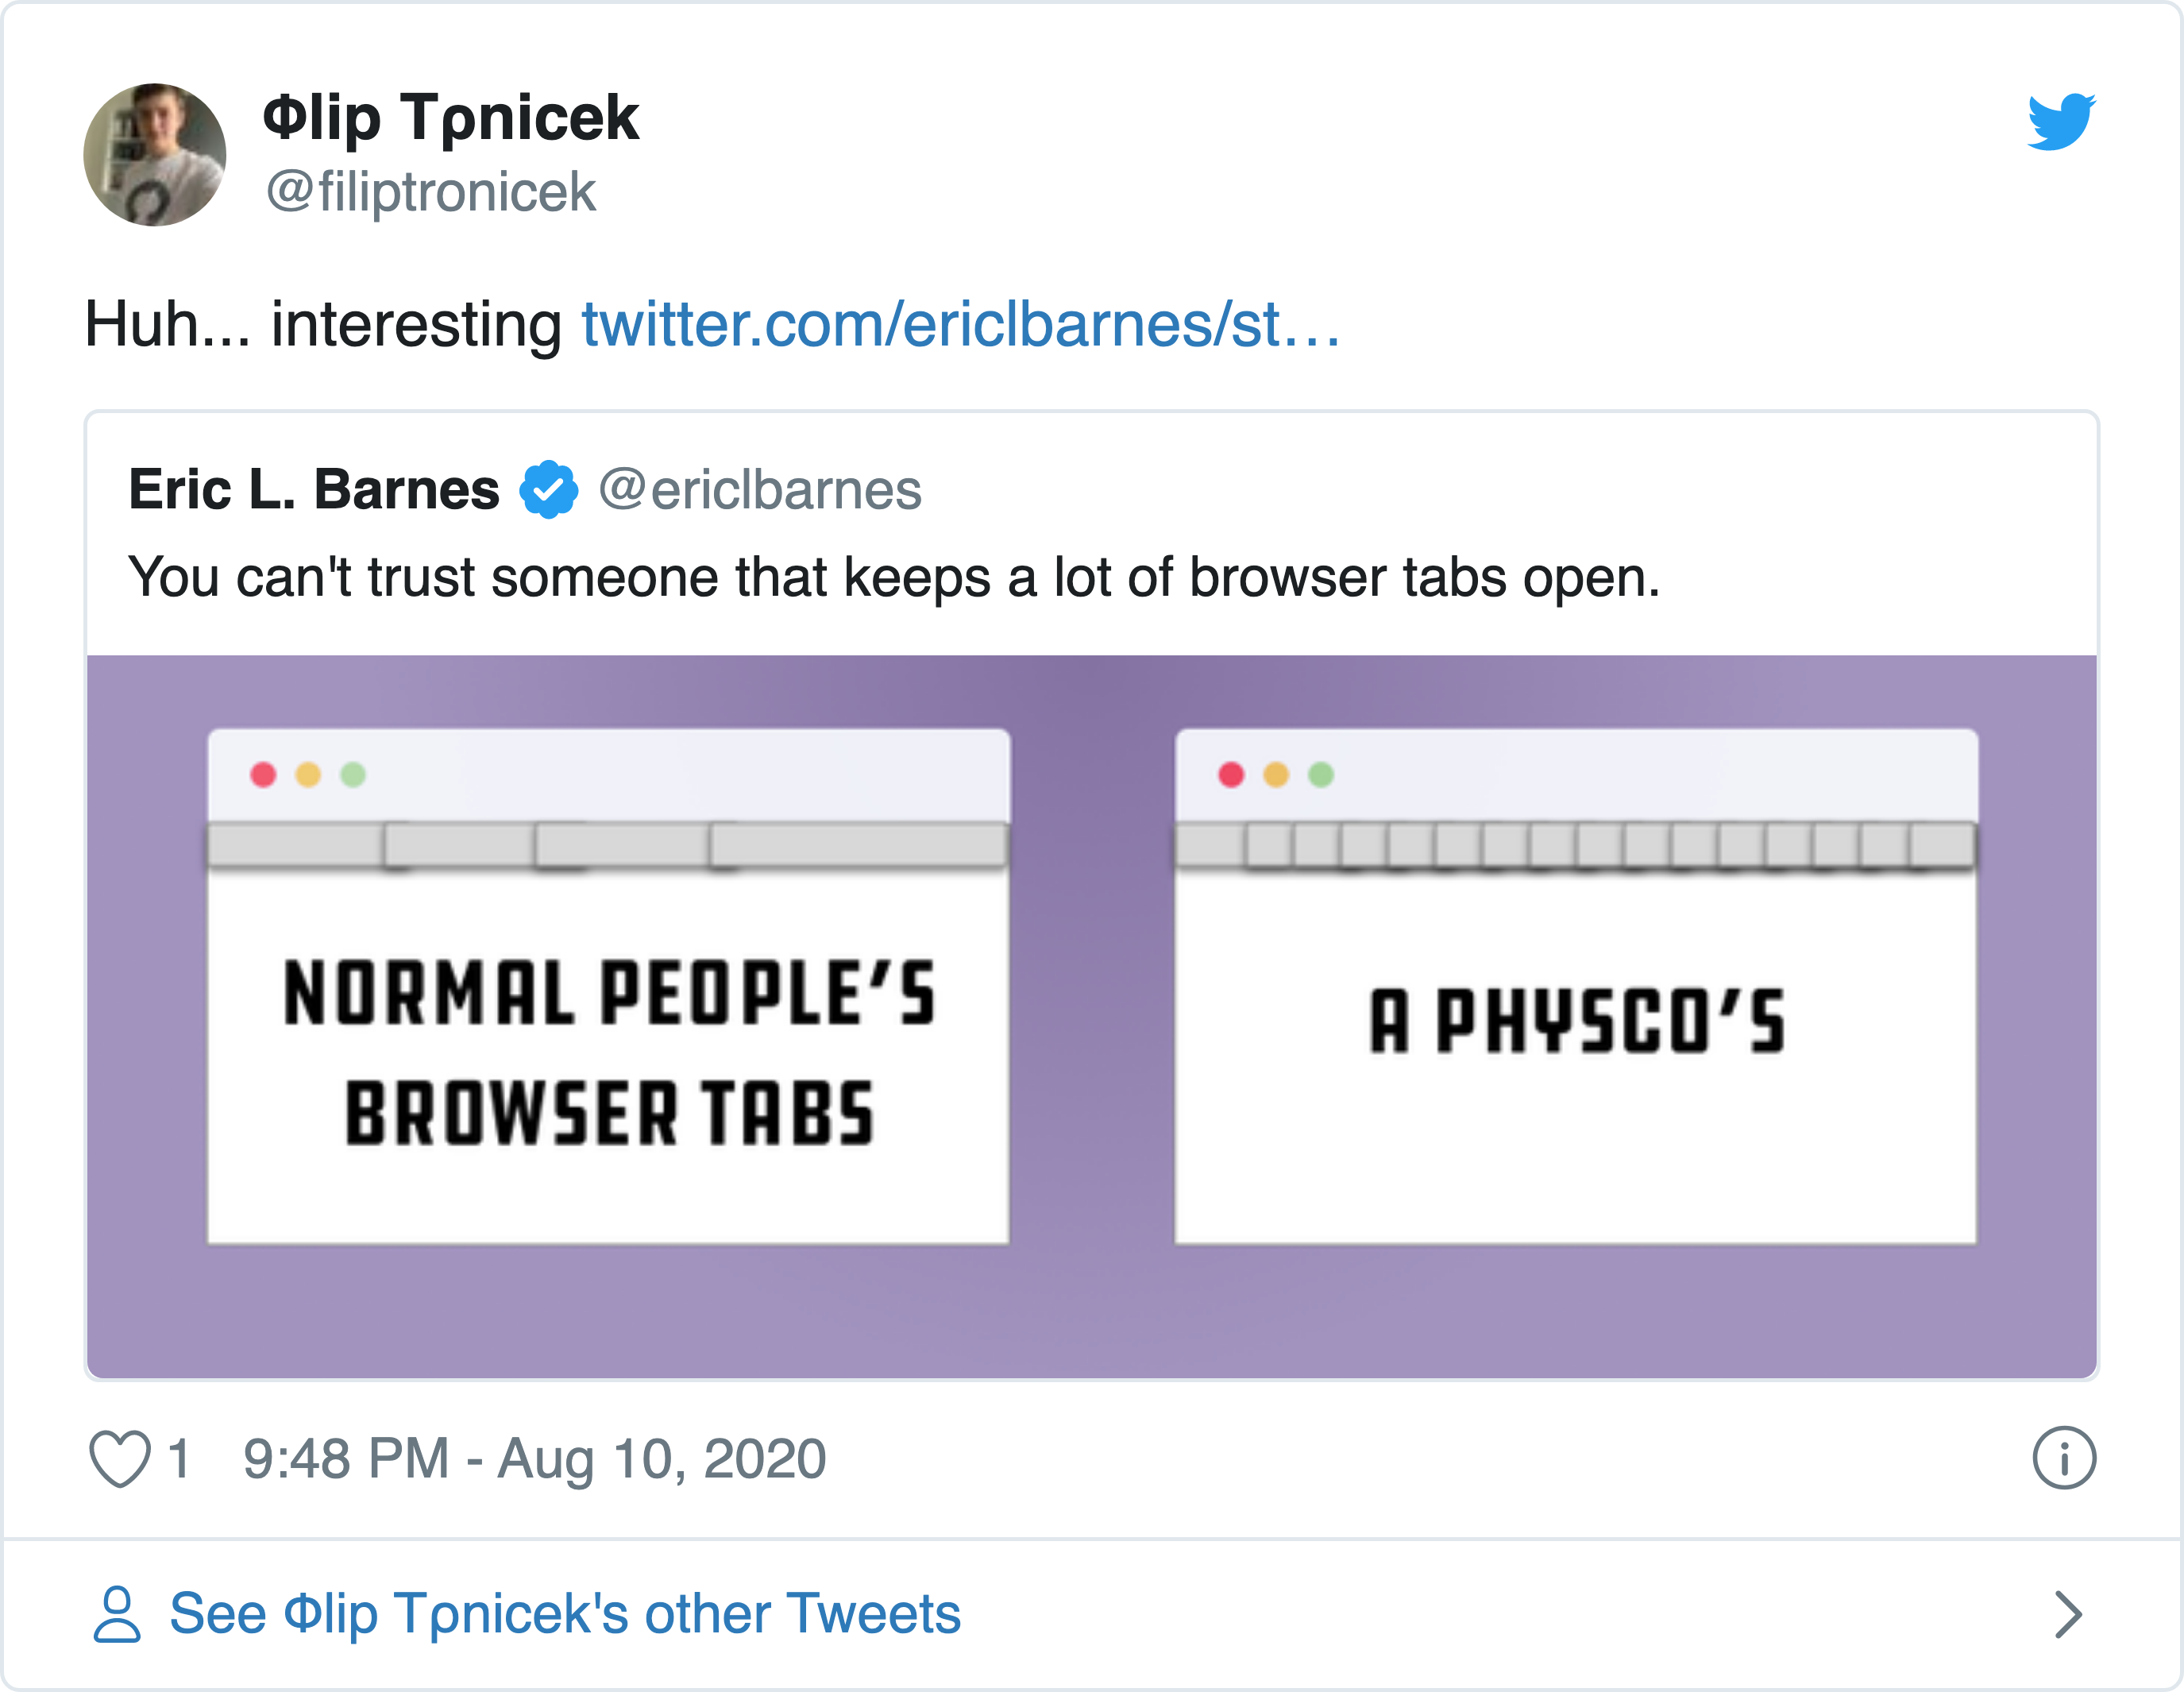 Φlip Tρnicek
@filiptronicek
Huh... interesting twitter.com/ericlbarnes/st…
Eric L. Barnes @ericlbarnes
You can't trust someone that keeps a lot of browser tabs open.
NORMAL PEOPLE'S
BROWSER TABS
A PHYSCO'S
1 9:48 PM - Aug 10, 2020
See Φlip Tρnicek's other Tweets